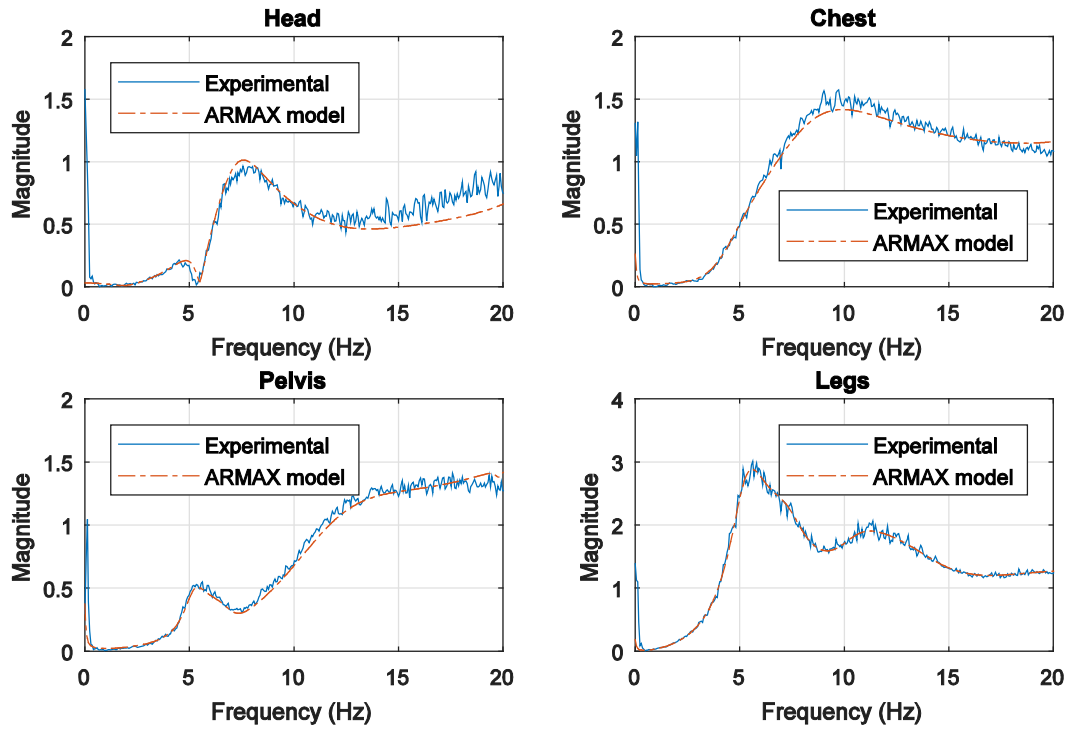 Head
2
1.5
1
0.5
0
Magnitude
Experimental
ARMAX model
0 5 10 15 20
Frequency (Hz)
Chest
2
1.5
1
0.5
0
Magnitude
Experimental
ARMAX model
0 5 10 15 20
Frequency (Hz)
Pelvis
2
1.5
1
0.5
0
Magnitude
Experimental
ARMAX model
0 5 10 15 20
Frequency (Hz)
Legs
4
3
2
1
0
Magnitude
Experimental
ARMAX model
0 5 10 15 20
Frequency (Hz)